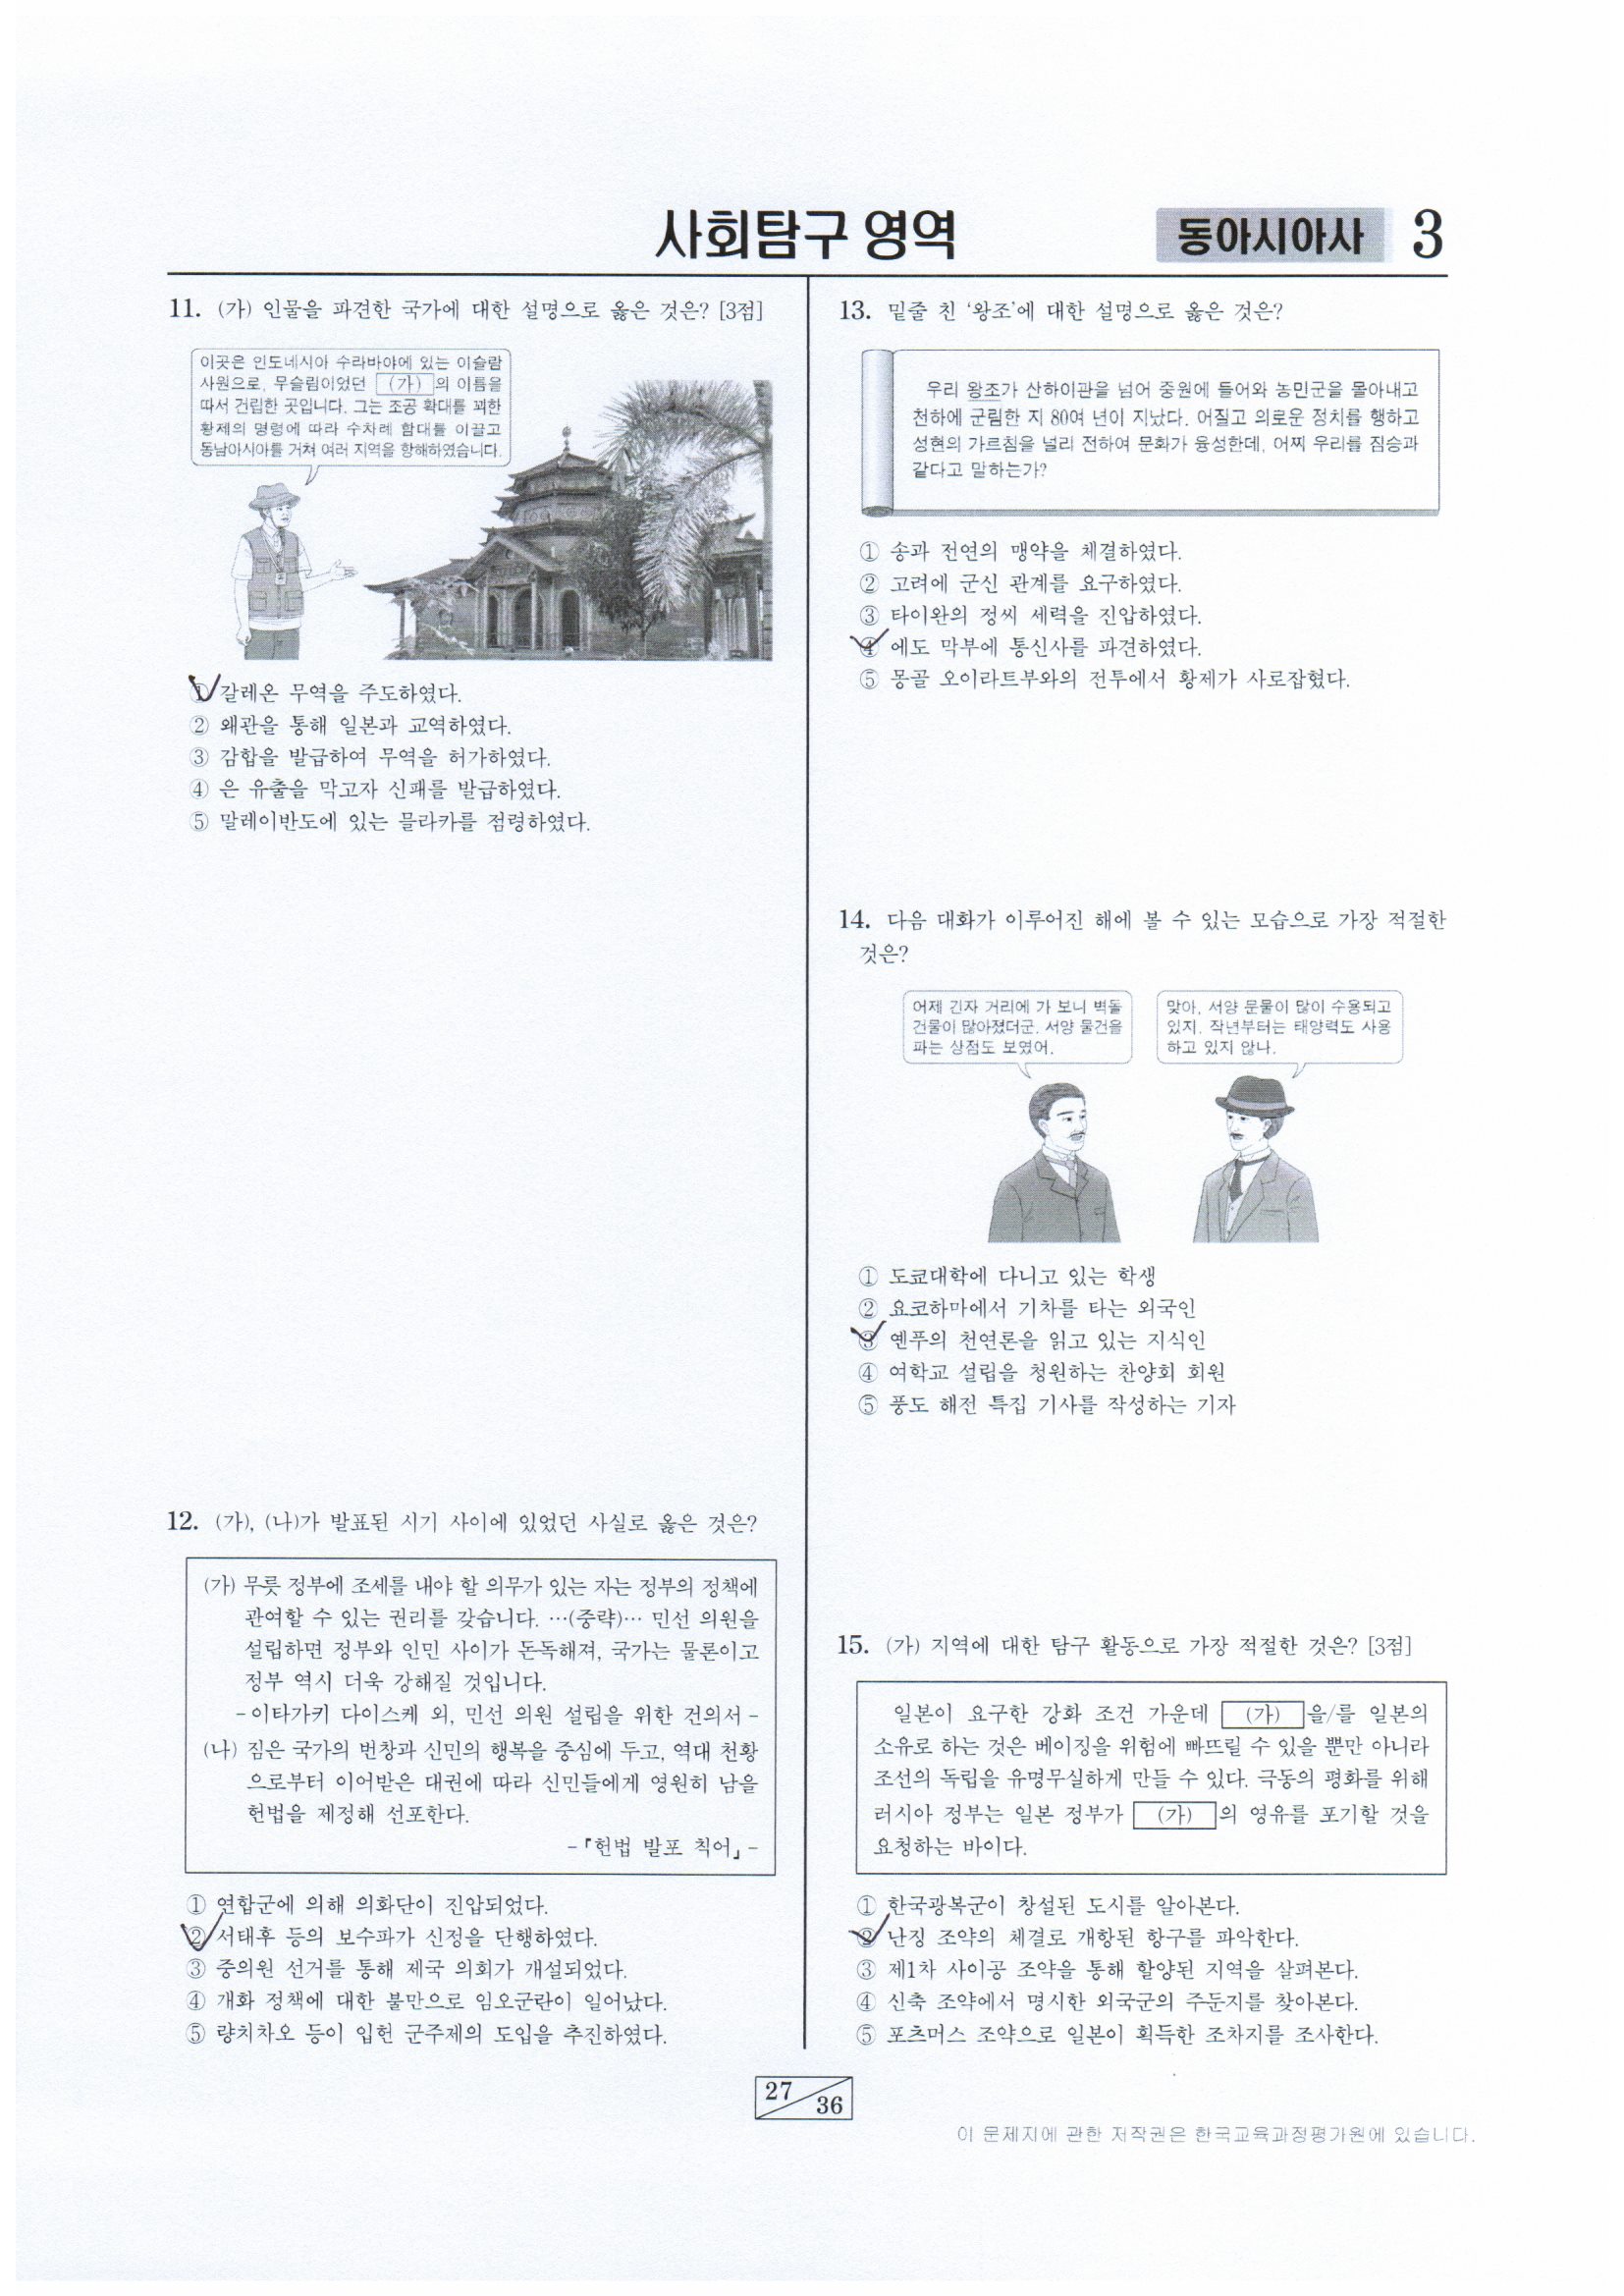 사회탐구 영역
동아시아사 3
11. (가) 인물을 파견한 국가에 대한 설명으로 옳은 것은? [3점]
이곳은 인도네시아 수라바야에 있는 이슬람
사원으로, 무슬림이었던 (가) 의 이름을
따서 건립한 곳입니다. 그는 조공 확대를 꾀한
황제의 명령에 따라 수차례 함대를 이끌고
동남아시아를 거쳐 여러 지역을 항해하였습니다.
① 갈레온 무역을 주도하였다.
② 왜관을 통해 일본과 교역하였다.
③ 감합을 발급하여 무역을 허가하였다.
④ 은 유출을 막고자 신패를 발급하였다.
⑤ 말레이반도에 있는 믈라카를 점령하였다.
12. (가), (나)가 발표된 시기 사이에 있었던 사실로 옳은 것은?
(가) 무릇 정부에 조세를 내야 할 의무가 있는 자는 정부의 정책에
관여할 수 있는 권리를 갖습니다. …(중략)… 민선 의원을
설립하면 정부와 인민 사이가 돈독해져, 국가는 물론이고
정부 역시 더욱 강해질 것입니다.
- 이타가키 다이스케 외, 민선 의원 설립을 위한 건의서 -
(나) 짐은 국가의 번창과 신민의 행복을 중심에 두고, 역대 천황
으로부터 이어받은 대권에 따라 신민들에게 영원히 남을
헌법을 제정해 선포한다.
- 『헌법 발포 칙어』 -
① 연합군에 의해 의화단이 진압되었다.
② 서태후 등의 보수파가 신정을 단행하였다.
③ 중의원 선거를 통해 제국 의회가 개설되었다.
④ 개화 정책에 대한 불만으로 임오군란이 일어났다.
⑤ 량치차오 등이 입헌 군주제의 도입을 추진하였다.
13. 밑줄 친 '왕조'에 대한 설명으로 옳은 것은?
우리 왕조가 산하이관을 넘어 중원에 들어와 농민군을 몰아내고
천하에 군림한 지 80여 년이 지났다. 어질고 의로운 정치를 행하고
성현의 가르침을 널리 전하여 문화가 융성한데, 어찌 우리를 짐승과
같다고 말하는가?
① 송과 전연의 맹약을 체결하였다.
② 고려에 군신 관계를 요구하였다.
③ 타이완의 정씨 세력을 진압하였다.
④ 에도 막부에 통신사를 파견하였다.
⑤ 몽골 오이라트부와의 전투에서 황제가 사로잡혔다.
14. 다음 대화가 이루어진 해에 볼 수 있는 모습으로 가장 적절한
것은?
어제 긴자 거리에 가 보니 벽돌
건물이 많아졌더군. 서양 물건을
파는 상점도 보였어.
맞아, 서양 문물이 많이 수용되고
있지. 작년부터는 태양력도 사용
하고 있지 않나.
① 도쿄대학에 다니고 있는 학생
② 요코하마에서 기차를 타는 외국인
③ 옌푸의 천연론을 읽고 있는 지식인
④ 여학교 설립을 청원하는 찬양회 회원
⑤ 풍도 해전 특집 기사를 작성하는 기자
15. (가) 지역에 대한 탐구 활동으로 가장 적절한 것은? [3점]
일본이 요구한 강화 조건 가운데 (가) 을/를 일본의
소유로 하는 것은 베이징을 위험에 빠뜨릴 수 있을 뿐만 아니라
조선의 독립을 유명무실하게 만들 수 있다. 극동의 평화를 위해
러시아 정부는 일본 정부가 (가) 의 영유를 포기할 것을
요청하는 바이다.
① 한국광복군이 창설된 도시를 알아본다.
② 난징 조약의 체결로 개항된 항구를 파악한다.
③ 제1차 사이공 조약을 통해 할양된 지역을 살펴본다.
④ 신축 조약에서 명시한 외국군의 주둔지를 찾아본다.
⑤ 포츠머스 조약으로 일본이 획득한 조차지를 조사한다.
27 36
이 문제지에 관한 저작권은 한국교육과정평가원에 있습니다.